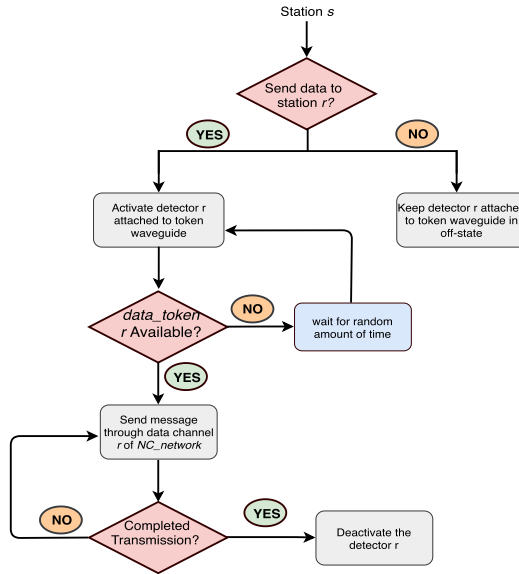 Station s
Send data to
station r?
YES
NO
Activate detector r
attached to token
waveguide
Keep detector r attache
to token waveguide in
off-state
data_token
r Available?
NO
wait for random
amount of time
YES
Send message
through data channel
r of NC_network
NO
Completed
Transmission?
YES
Deactivate the
detector r